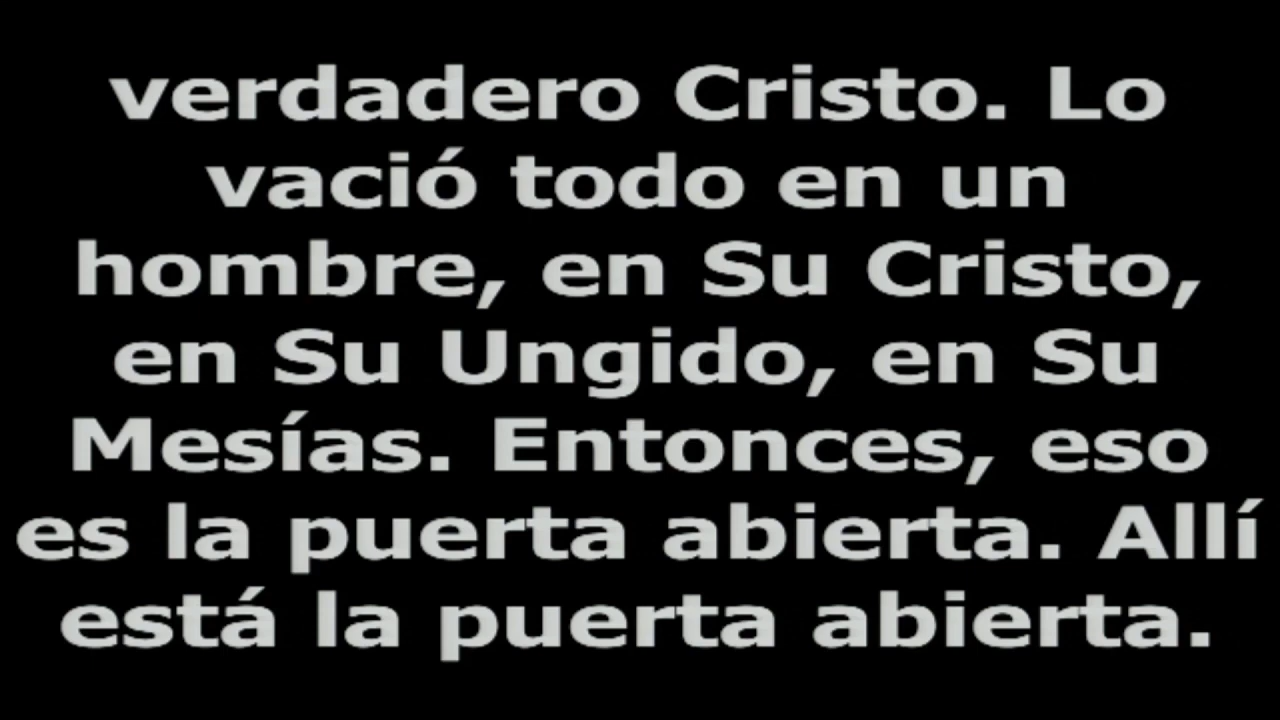 verdadero Cristo. Lo
vació todo en un
hombre, en Su Cristo,
en Su Ungido, en Su
Mesías. Entonces, eso
es la puerta abierta. Allí
está la puerta abierta.